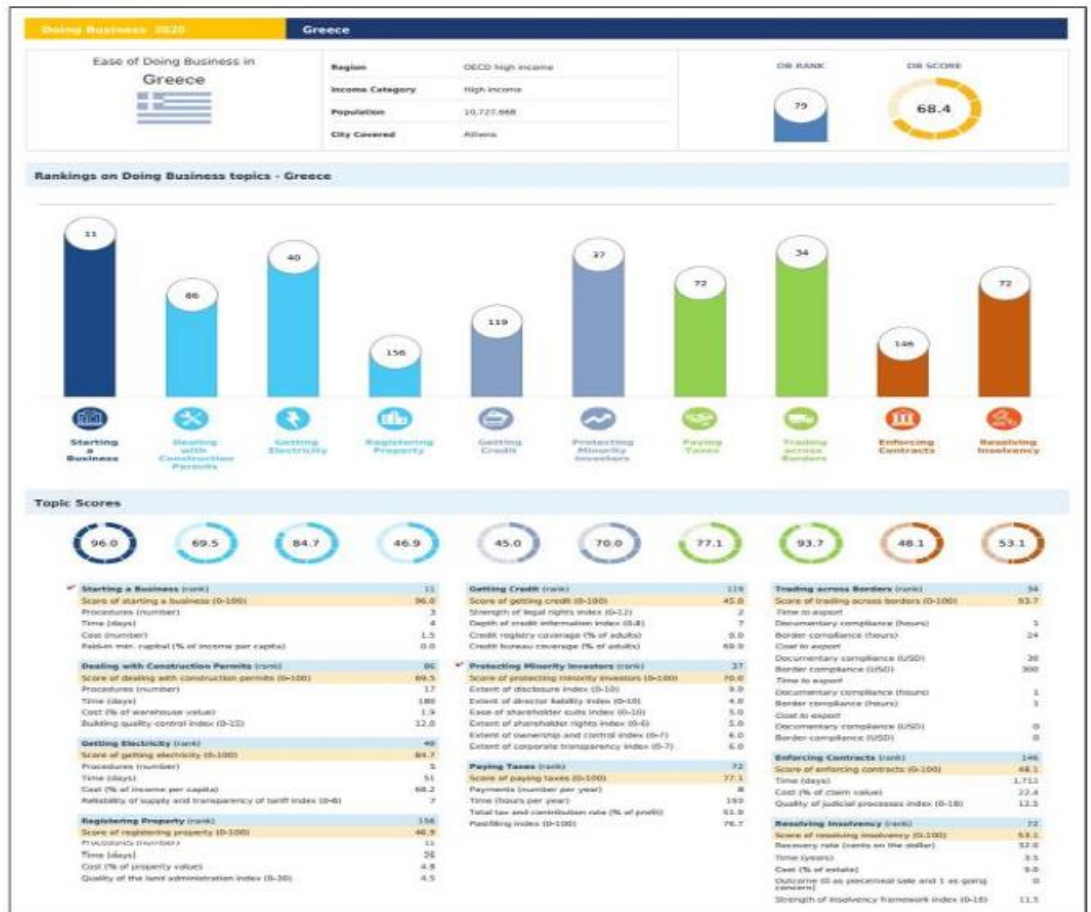 Doing Business 2020
Greece
Ease of Doing Business in
Greece
Region OECD high income
Income Category High income
Population 10,727,668
City Covered Athens
DB RANK DB SCORE
79 68.4
Rankings on Doing Business topics - Greece
11 86 40 156 119 37 72 34 146 72
Starting a Business
Dealing with Construction Permits
Getting Electricity
Registering Property
Getting Credit
Protecting Minority Investors
Paying Taxes
Trading across Borders
Enforcing Contracts
Resolving Insolvency
Topic Scores
96.0 69.5 84.7 46.9 45.0 70.0 77.1 93.7 48.1 53.1
Starting a Business (rank) 11
Score of starting a business (0-100) 96.0
Procedures (number) 3
Time (days) 4
Cost (number) 1.5
Paid-in min. capital (% of income per capita) 0.0
Dealing with Construction Permits (rank) 86
Score of dealing with construction permits (0-100) 69.5
Procedures (number) 17
Time (days) 180
Cost (% of warehouse value) 1.9
Building quality control index (0-15) 12.0
Getting Electricity (rank) 40
Score of getting electricity (0-100) 84.7
Procedures (number) 5
Time (days) 51
Cost (% of income per capita) 68.2
Reliability of supply and transparency of tariff index (0-8) 7
Registering Property (rank) 156
Score of registering property (0-100) 46.9
Procedures (number) 11
Time (days) 26
Cost (% of property value) 4.8
Quality of the land administration index (0-30) 4.5
Getting Credit (rank) 119
Score of getting credit (0-100) 45.0
Strength of legal rights index (0-12) 2
Depth of credit information index (0-8) 7
Credit registry coverage (% of adults) 0.0
Credit bureau coverage (% of adults)
Protecting Minority Investors (rank) 37
Score of protecting minority investors (0-100) 70.0
Extent of disclosure index (0-10) 9.0
Extent of director liability index (0-10) 4.0
Ease of shareholder suits index (0-10) 5.0
Extent of shareholder rights index (0-6) 5.0
Extent of ownership and control index (0-7) 6.0
Extent of corporate transparency index (0-7) 6.0
Paying Taxes (rank) 72
Score of paying taxes (0-100) 77.1
Payments (number per year) 8
Time (hours per year) 193
Total tax and contribution rate (% of profit) 51.9
Postfiling index (0-100)
Trading across Borders (rank) 34
Score of trading across borders (0-100) 93.7
Time to export
Documentary compliance (hours) 1
Border compliance (hours) 24
Cost to export
Documentary compliance (USD) 30
Border compliance (USD) 300
Time to export
Documentary compliance (hours) 1
Border compliance (hours) 1
Cost to export
Documentary compliance (USD) 0
Border compliance (USD) 0
Enforcing Contracts (rank) 146
Score of enforcing contracts (0-100) 48.1
Time (days) 1,711
Cost (% of claim value) 22.4
Quality of judicial processes index (0-18) 12.5
Resolving Insolvency (rank) 72
Score of resolving insolvency (0-100) 53.1
Recovery rate (cents on the dollar) 32.0
Time (years) 3.5
Cost (% of estate) 9.0
Outcome (0 as piecemeal sale and 1 as going concern) 0
Strength of insolvency framework index (0-16) 11.5